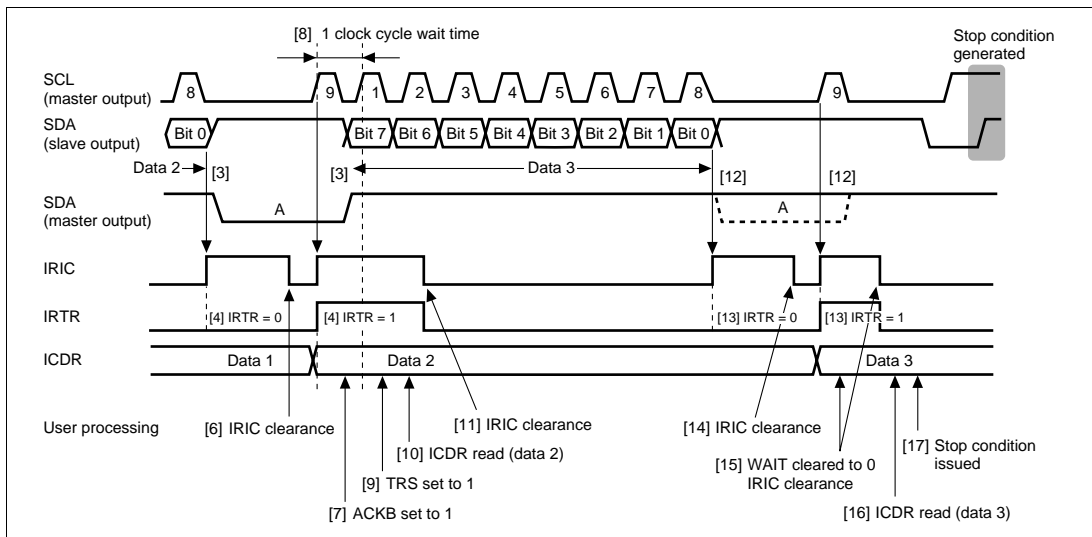 [8] 1 clock cycle wait time
Stop condition
generated
SCL
(master output)
8 9 1 2 3 4 5 6 7 8 9
SDA
(slave output)
Bit 0 Bit 7 Bit 6 Bit 5 Bit 4 Bit 3 Bit 2 Bit 1 Bit 0
Data 2 [3] [3] Data 3 [12] [12]
SDA
(master output)
A A
IRIC
IRTR
[4] IRTR = 0 [4] IRTR = 1 [13] IRTR = 0 [13] IRTR = 1
ICDR
Data 1 Data 2 Data 3
User processing
[6] IRIC clearance
[11] IRIC clearance
[14] IRIC clearance
[10] ICDR read (data 2)
[9] TRS set to 1
[7] ACKB set to 1
[15] WAIT cleared to 0
IRIC clearance
[17] Stop condition
issued
[16] ICDR read (data 3)